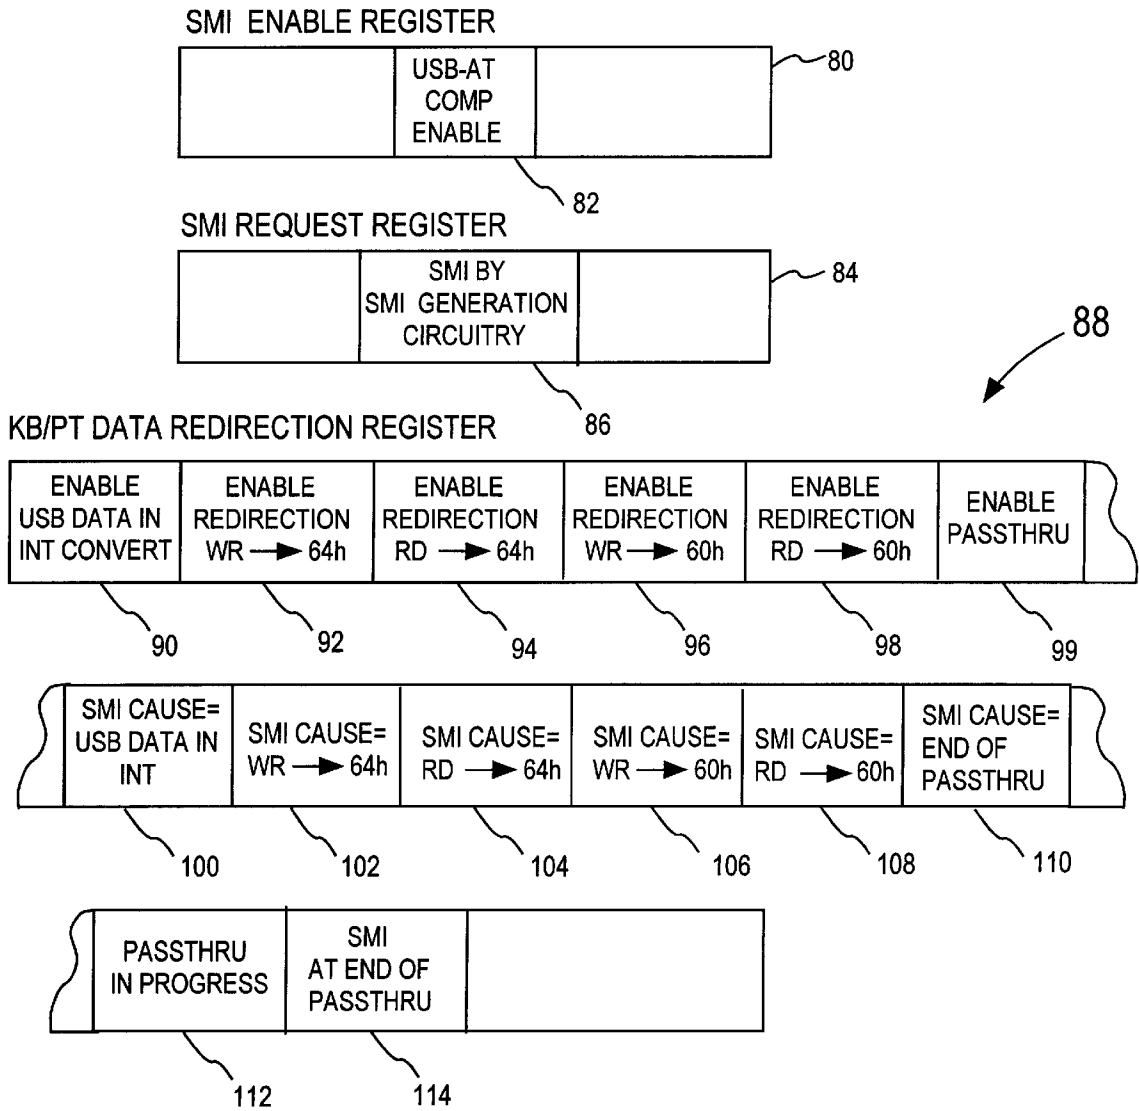 SMI ENABLE REGISTER
USB-AT
COMP
ENABLE
80
82
SMI REQUEST REGISTER
SMI BY
SMI GENERATION
CIRCUITRY
84
86
88
KB/PT DATA REDIRECTION REGISTER
ENABLE
USB DATA IN
INT CONVERT
ENABLE
REDIRECTION
WR → 64h
ENABLE
REDIRECTION
RD → 64h
ENABLE
REDIRECTION
WR → 60h
ENABLE
REDIRECTION
RD → 60h
ENABLE
PASSTHRU
90
92
94
96
98
99
SMI CAUSE=
USB DATA IN
INT
SMI CAUSE=
WR → 64h
SMI CAUSE=
RD → 64h
SMI CAUSE=
WR → 60h
SMI CAUSE=
RD → 60h
SMI CAUSE=
END OF
PASSTHRU
100
102
104
106
108
110
PASSTHRU
IN PROGRESS
SMI
AT END OF
PASSTHRU
112
114